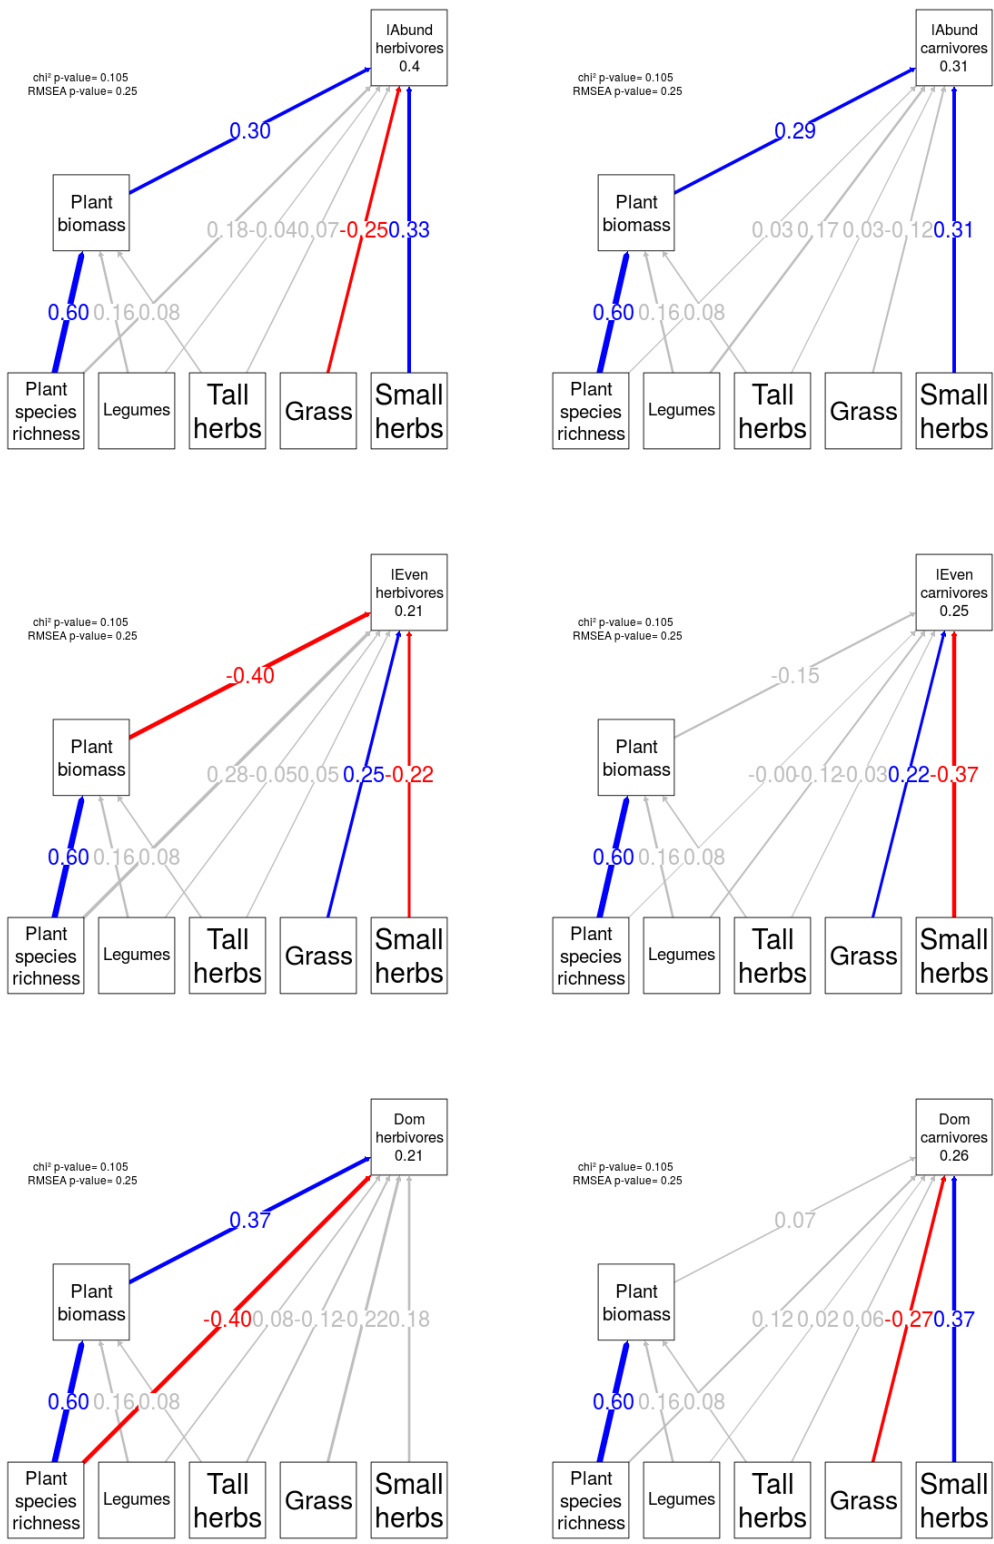 lAbund
herbivores
0.4
chi² p-value= 0.105
RMSEA p-value= 0.25
0.30
Plant
biomass
0.18 -0.04 0.07 -0.25 0.33
0.60 0.16 0.08
Plant
species
richness
Legumes
Tall
herbs
Grass
Small
herbs
lAbund
carnivores
0.31
chi² p-value= 0.105
RMSEA p-value= 0.25
0.29
Plant
biomass
0.03 0.17 0.03 -0.12 0.31
0.60 0.16 0.08
Plant
species
richness
Legumes
Tall
herbs
Grass
Small
herbs
lEven
herbivores
0.21
chi² p-value= 0.105
RMSEA p-value= 0.25
-0.40
Plant
biomass
0.28 -0.05 0.05 0.25 -0.22
0.60 0.16 0.08
Plant
species
richness
Legumes
Tall
herbs
Grass
Small
herbs
lEven
carnivores
0.25
chi² p-value= 0.105
RMSEA p-value= 0.25
-0.15
Plant
biomass
-0.00 -0.12 -0.03 0.22 -0.37
0.60 0.16 0.08
Plant
species
richness
Legumes
Tall
herbs
Grass
Small
herbs
Dom
herbivores
0.21
chi² p-value= 0.105
RMSEA p-value= 0.25
0.37
Plant
biomass
-0.40 0.08 -0.12 -0.22 0.18
0.60 0.16 0.08
Plant
species
richness
Legumes
Tall
herbs
Grass
Small
herbs
Dom
carnivores
0.26
chi² p-value= 0.105
RMSEA p-value= 0.25
0.07
Plant
biomass
0.12 0.02 0.06 -0.27 0.37
0.60 0.16 0.08
Plant
species
richness
Legumes
Tall
herbs
Grass
Small
herbs